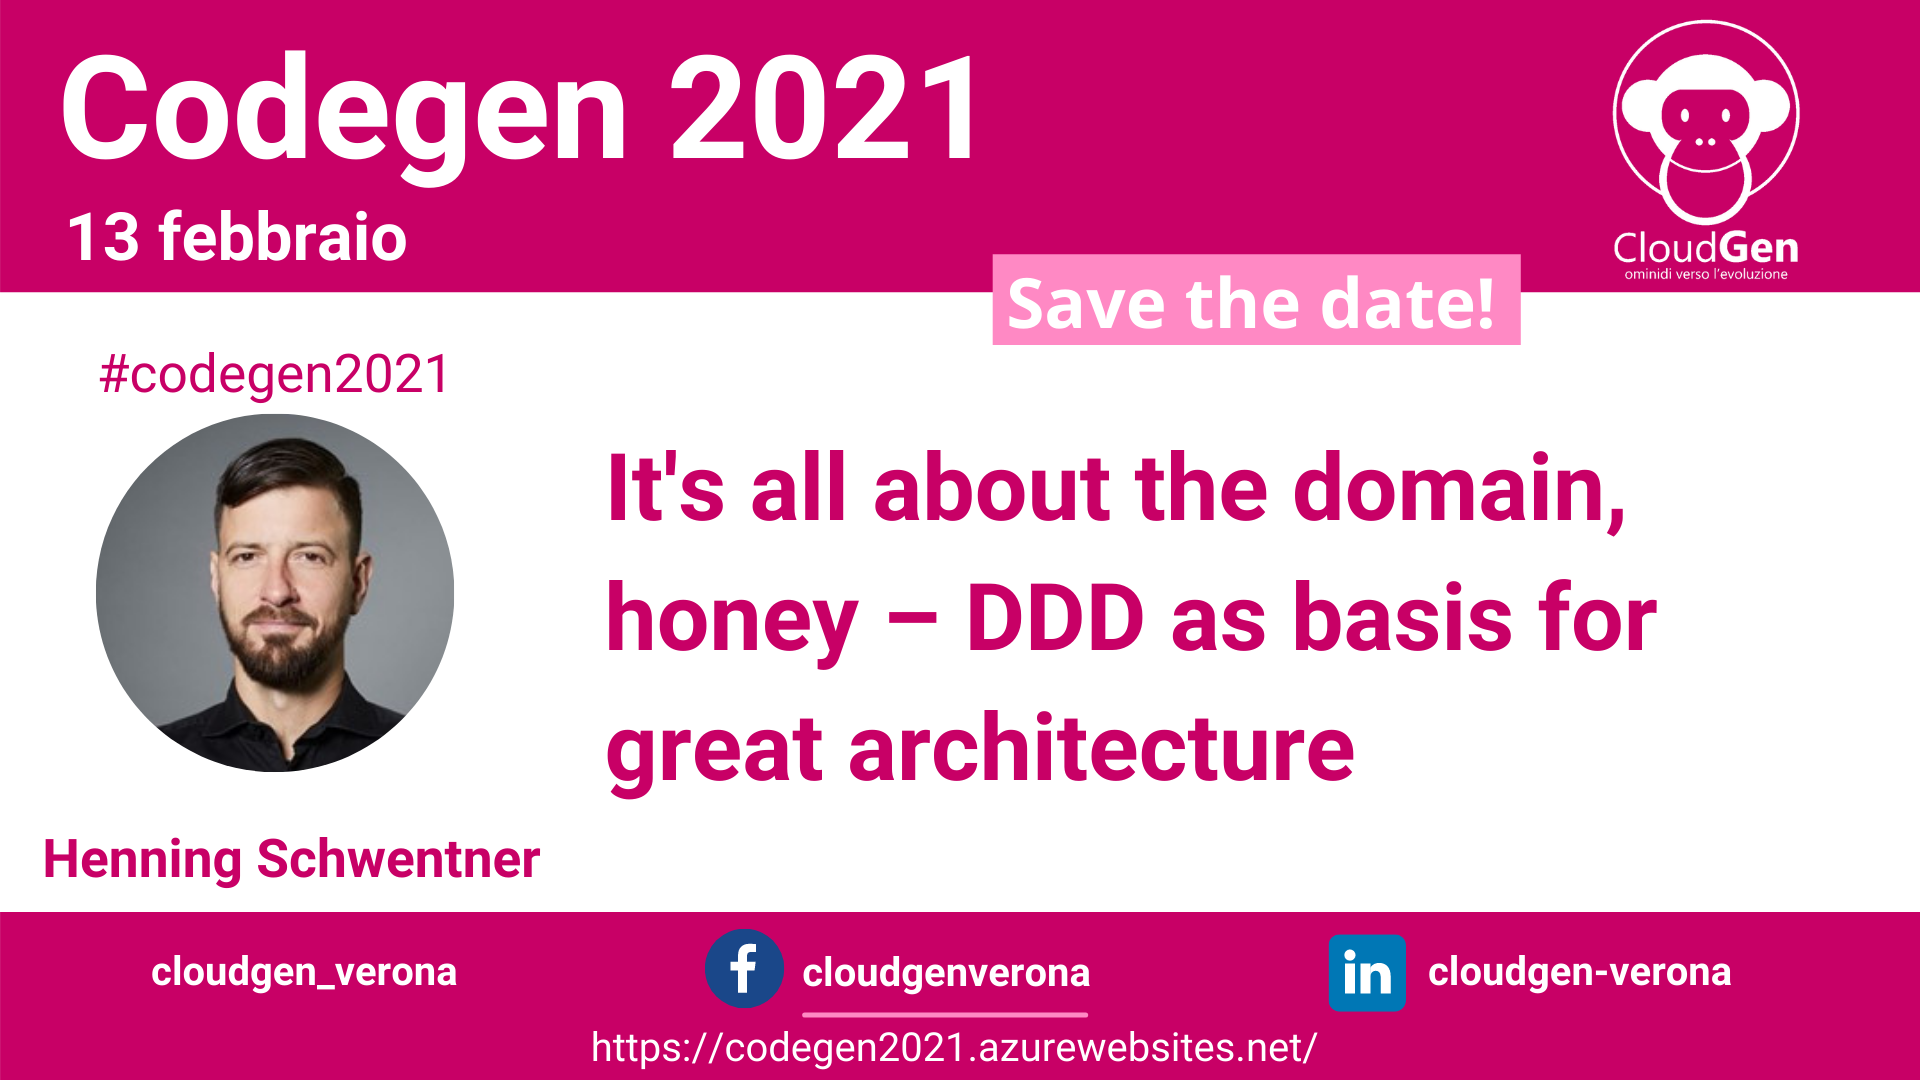 Codegen 2021
13 febbraio
CloudGen
ominidi verso l'evoluzione
Save the date!
#codegen2021
It's all about the domain,
honey – DDD as basis for
great architecture
Henning Schwentner
cloudgen_verona
f
cloudgenverona
in
cloudgen-verona
https://codegen2021.azurewebsites.net/